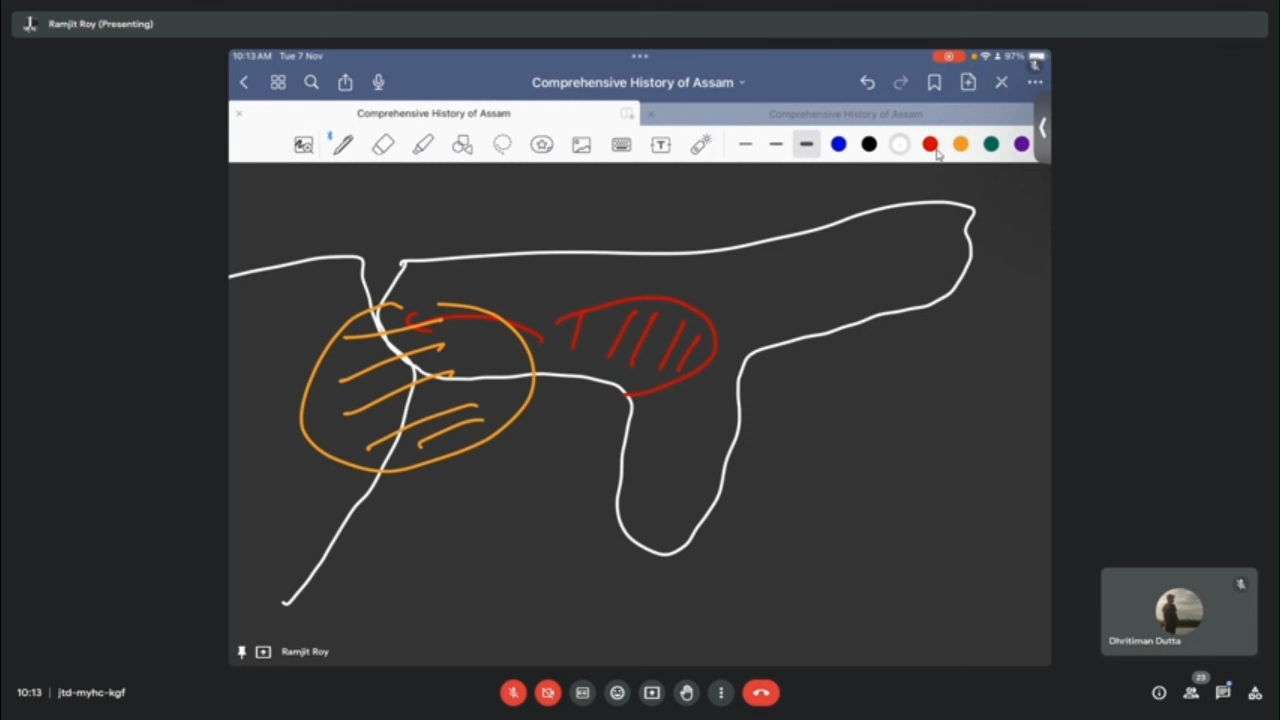 Ramjit Roy (Presenting)
10:13 AM Tue 7 Nov
97%
Comprehensive History of Assam
Comprehensive History of Assam
Comprehensive History of Assam
T
Ramjit Roy
Dhritiman Dutta
10:13 | jtd-myhc-kgf
23